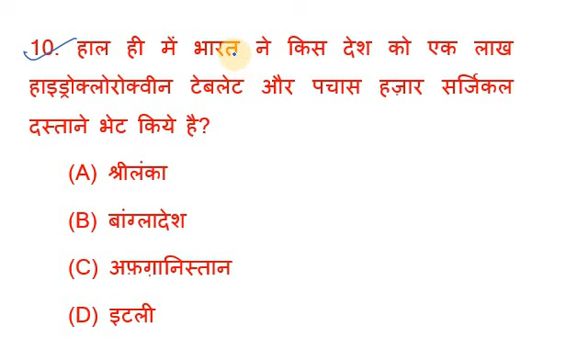 10. हाल ही में भारत ने किस देश को एक लाख
हाइड्रोक्लोरोक्वीन टेबलेट और पचास हज़ार सर्जिकल
दस्ताने भेट किये है?
(A) श्रीलंका
(B) बांग्लादेश
(C) अफ़ग़ानिस्तान
(D) इटली